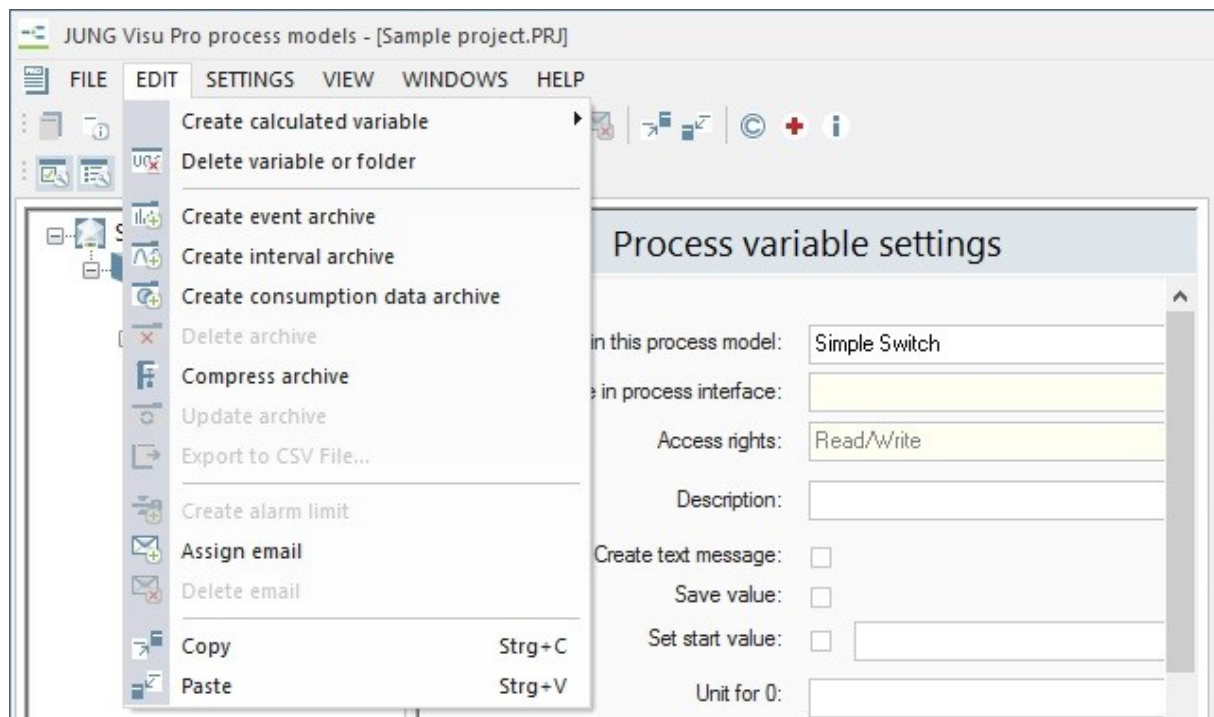 JUNG Visu Pro process models - [Sample project.PRJ]
FILE EDIT SETTINGS VIEW WINDOWS HELP
Create calculated variable
Delete variable or folder
Create event archive
Create interval archive
Create consumption data archive
Delete archive
Compress archive
Update archive
Export to CSV File...
Create alarm limit
Assign email
Delete email
Copy Strg+C
Paste Strg+V
Process variable settings
in this process model: Simple Switch
in process interface:
Access rights: Read/Write
Description:
Create text message:
Save value:
Set start value:
Unit for 0: